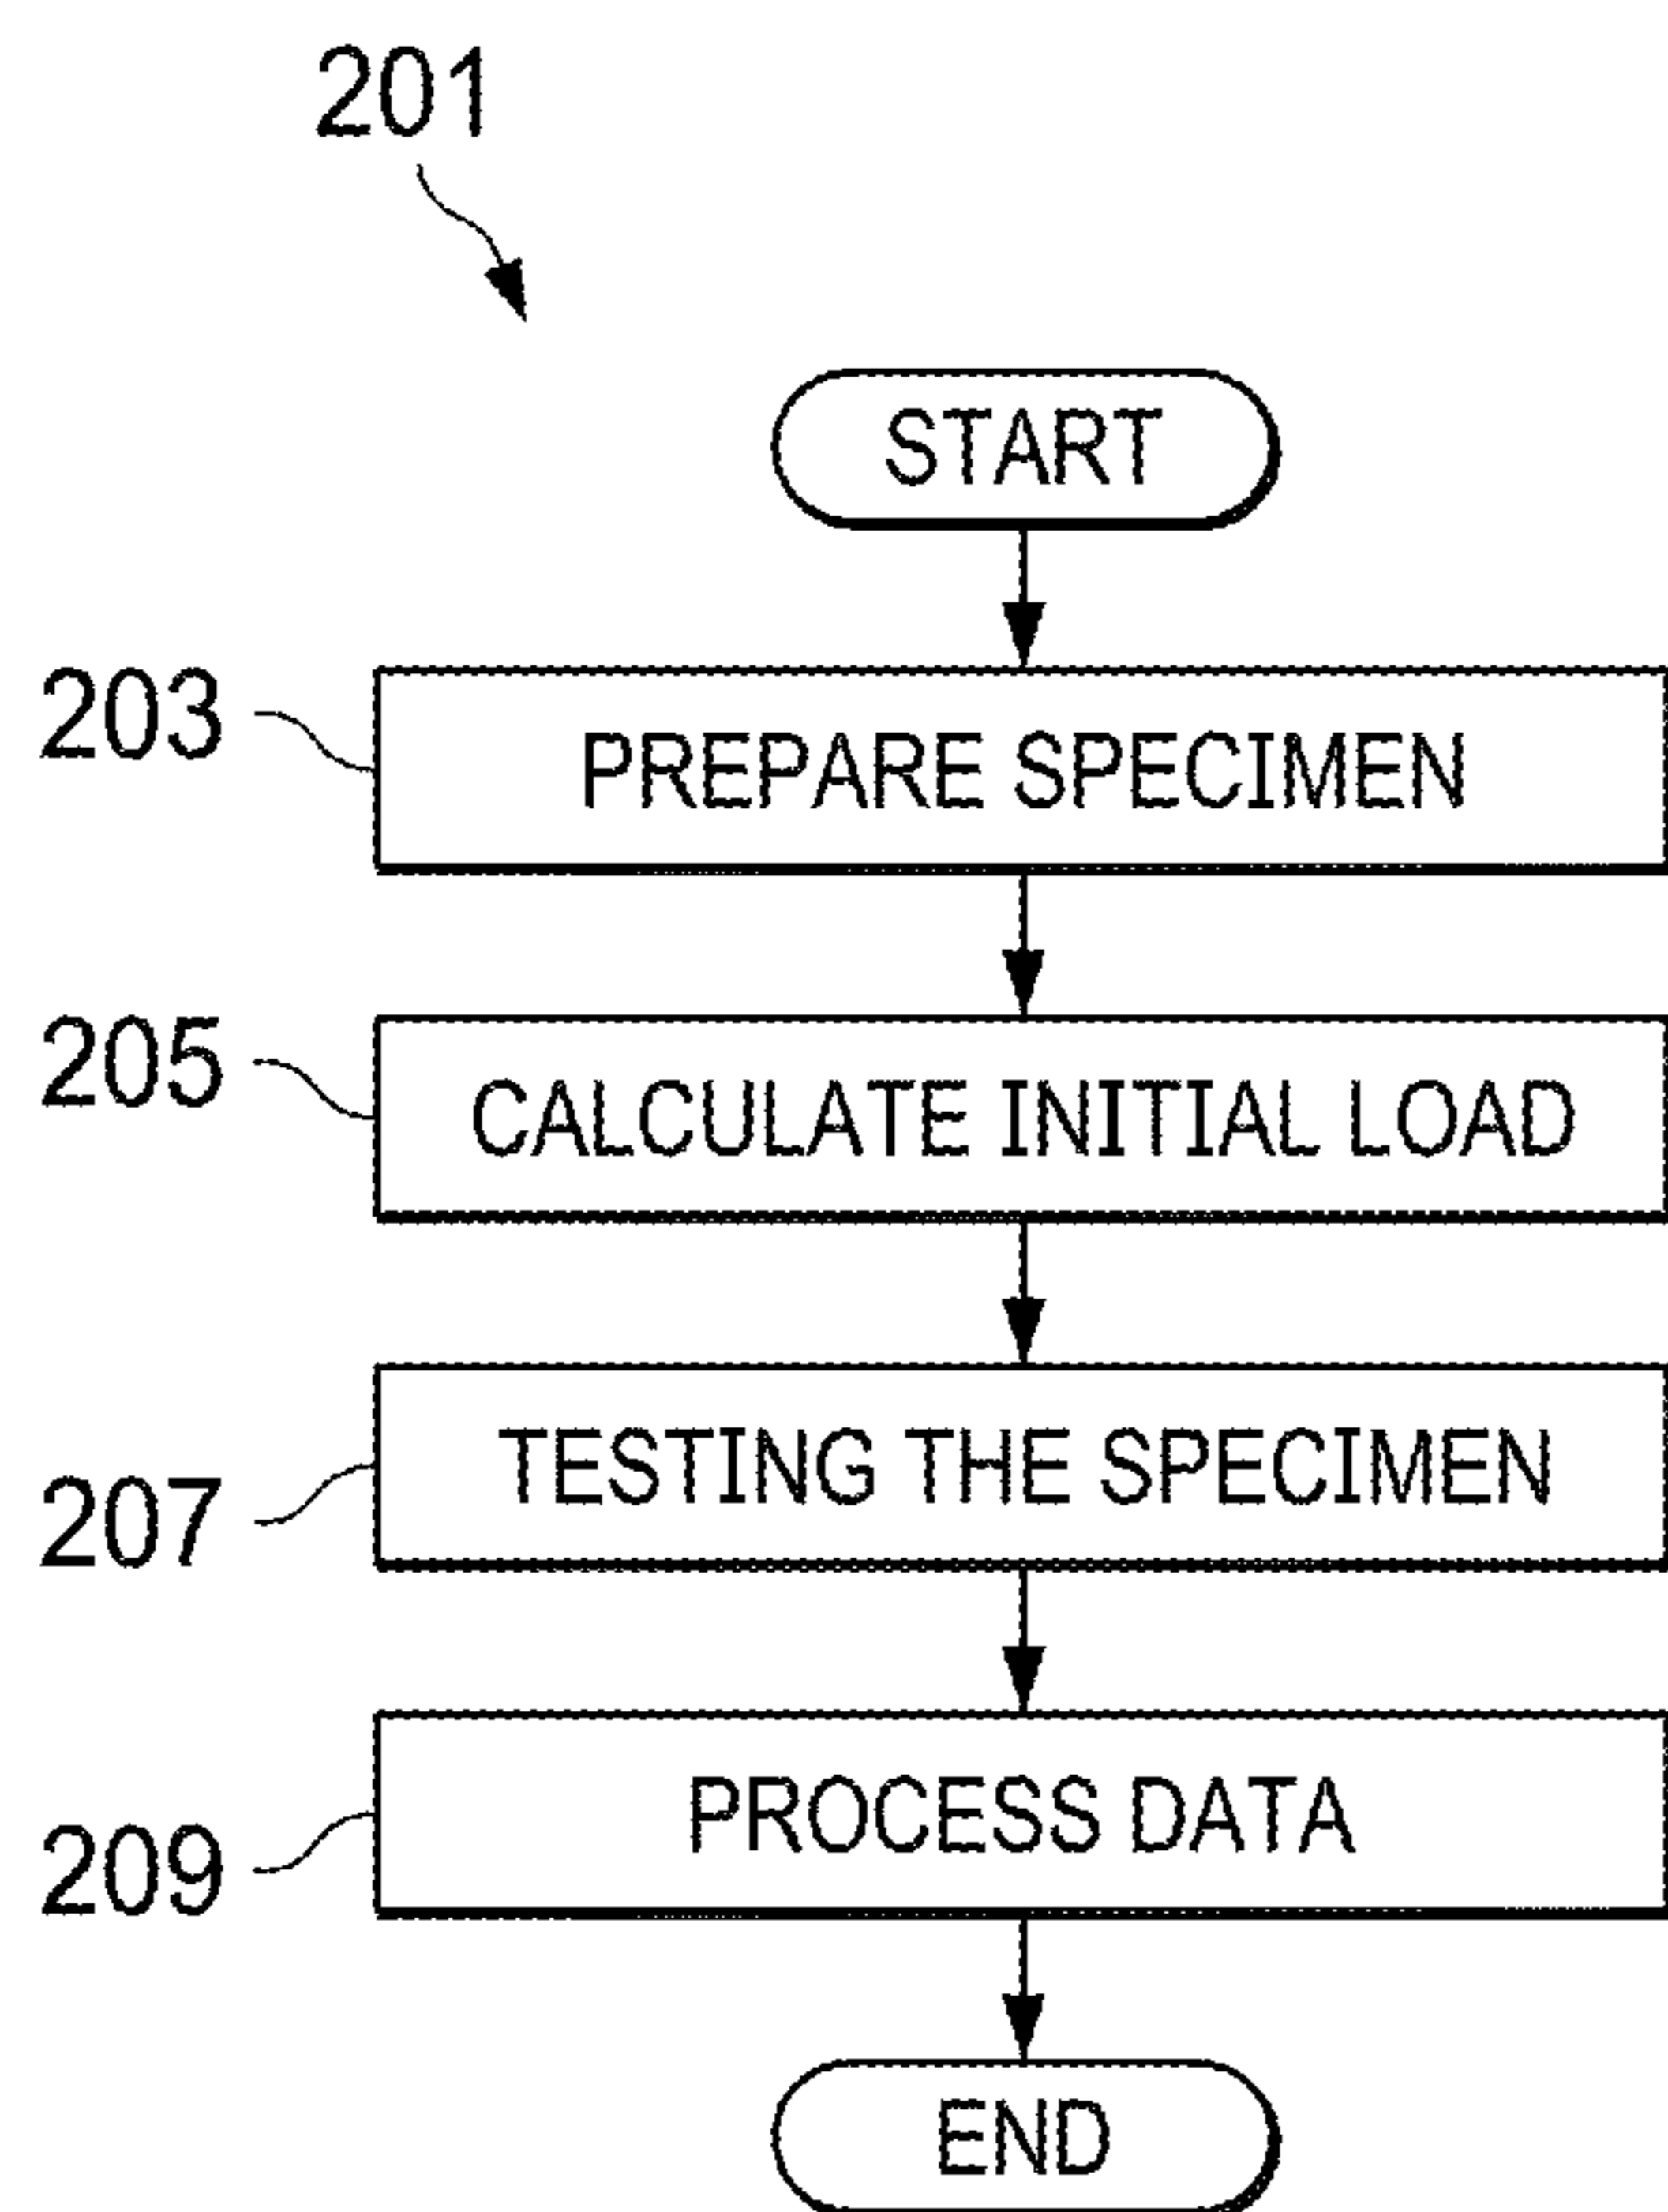 201
START
203
PREPARE SPECIMEN
205
CALCULATE INITIAL LOAD
207
TESTING THE SPECIMEN
209
PROCESS DATA
END